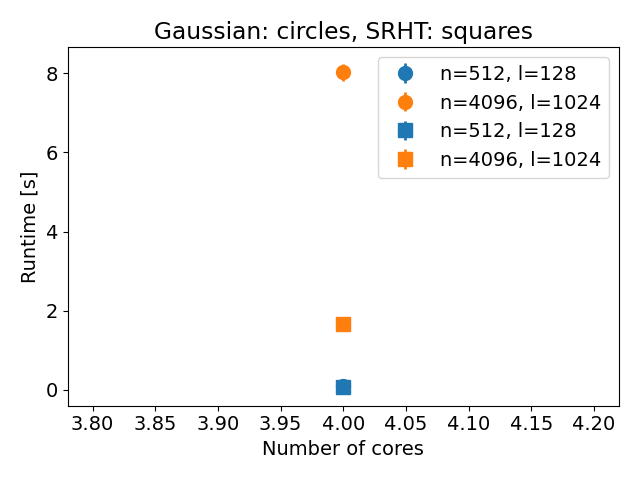 Gaussian: circles, SRHT: squares
n=512, l=128
n=4096, l=1024
n=512, l=128
n=4096, l=1024
Runtime [s]
8
6
4
2
0
3.80 3.85 3.90 3.95 4.00 4.05 4.10 4.15 4.20
Number of cores